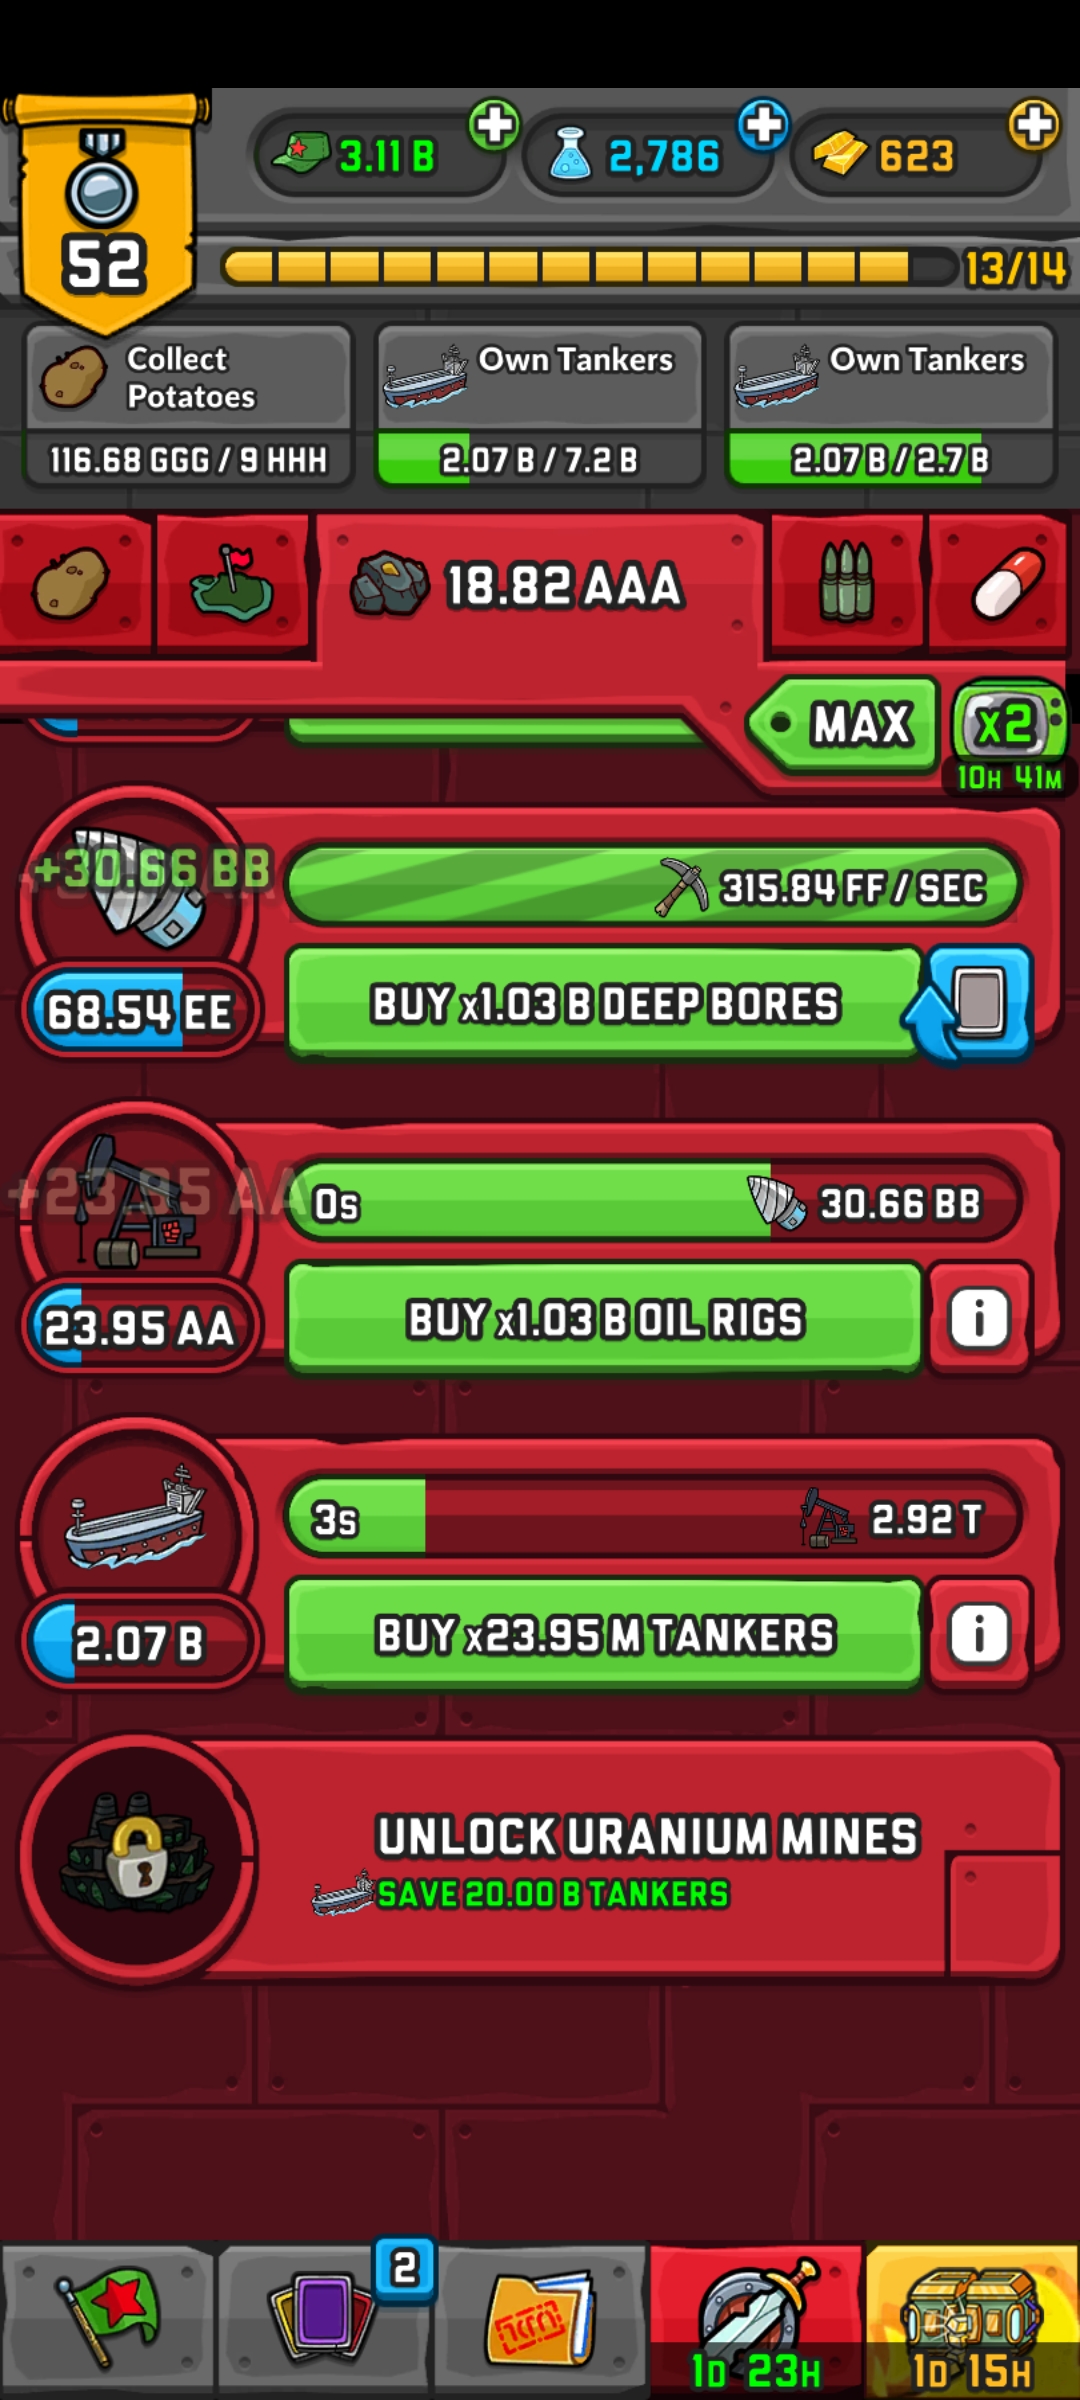 3.11 B
2,786
623
52
13/14
Collect
Potatoes
116.68 GGG / 9 HHH
Own Tankers
2.07 B / 7.2 B
Own Tankers
2.07 B / 2.7 B
18.82 AAA
MAX
x2
10H 41M
+30.66 BB
315.84 FF / SEC
68.54 EE
BUY x1.03 B DEEP BORES
+23.95 AA
0s
30.66 BB
23.95 AA
BUY x1.03 B OIL RIGS
i
3s
2.92 T
2.07 B
BUY x23.95 M TANKERS
i
UNLOCK URANIUM MINES
SAVE 20.00 B TANKERS
2
1D 23H
1D 15H